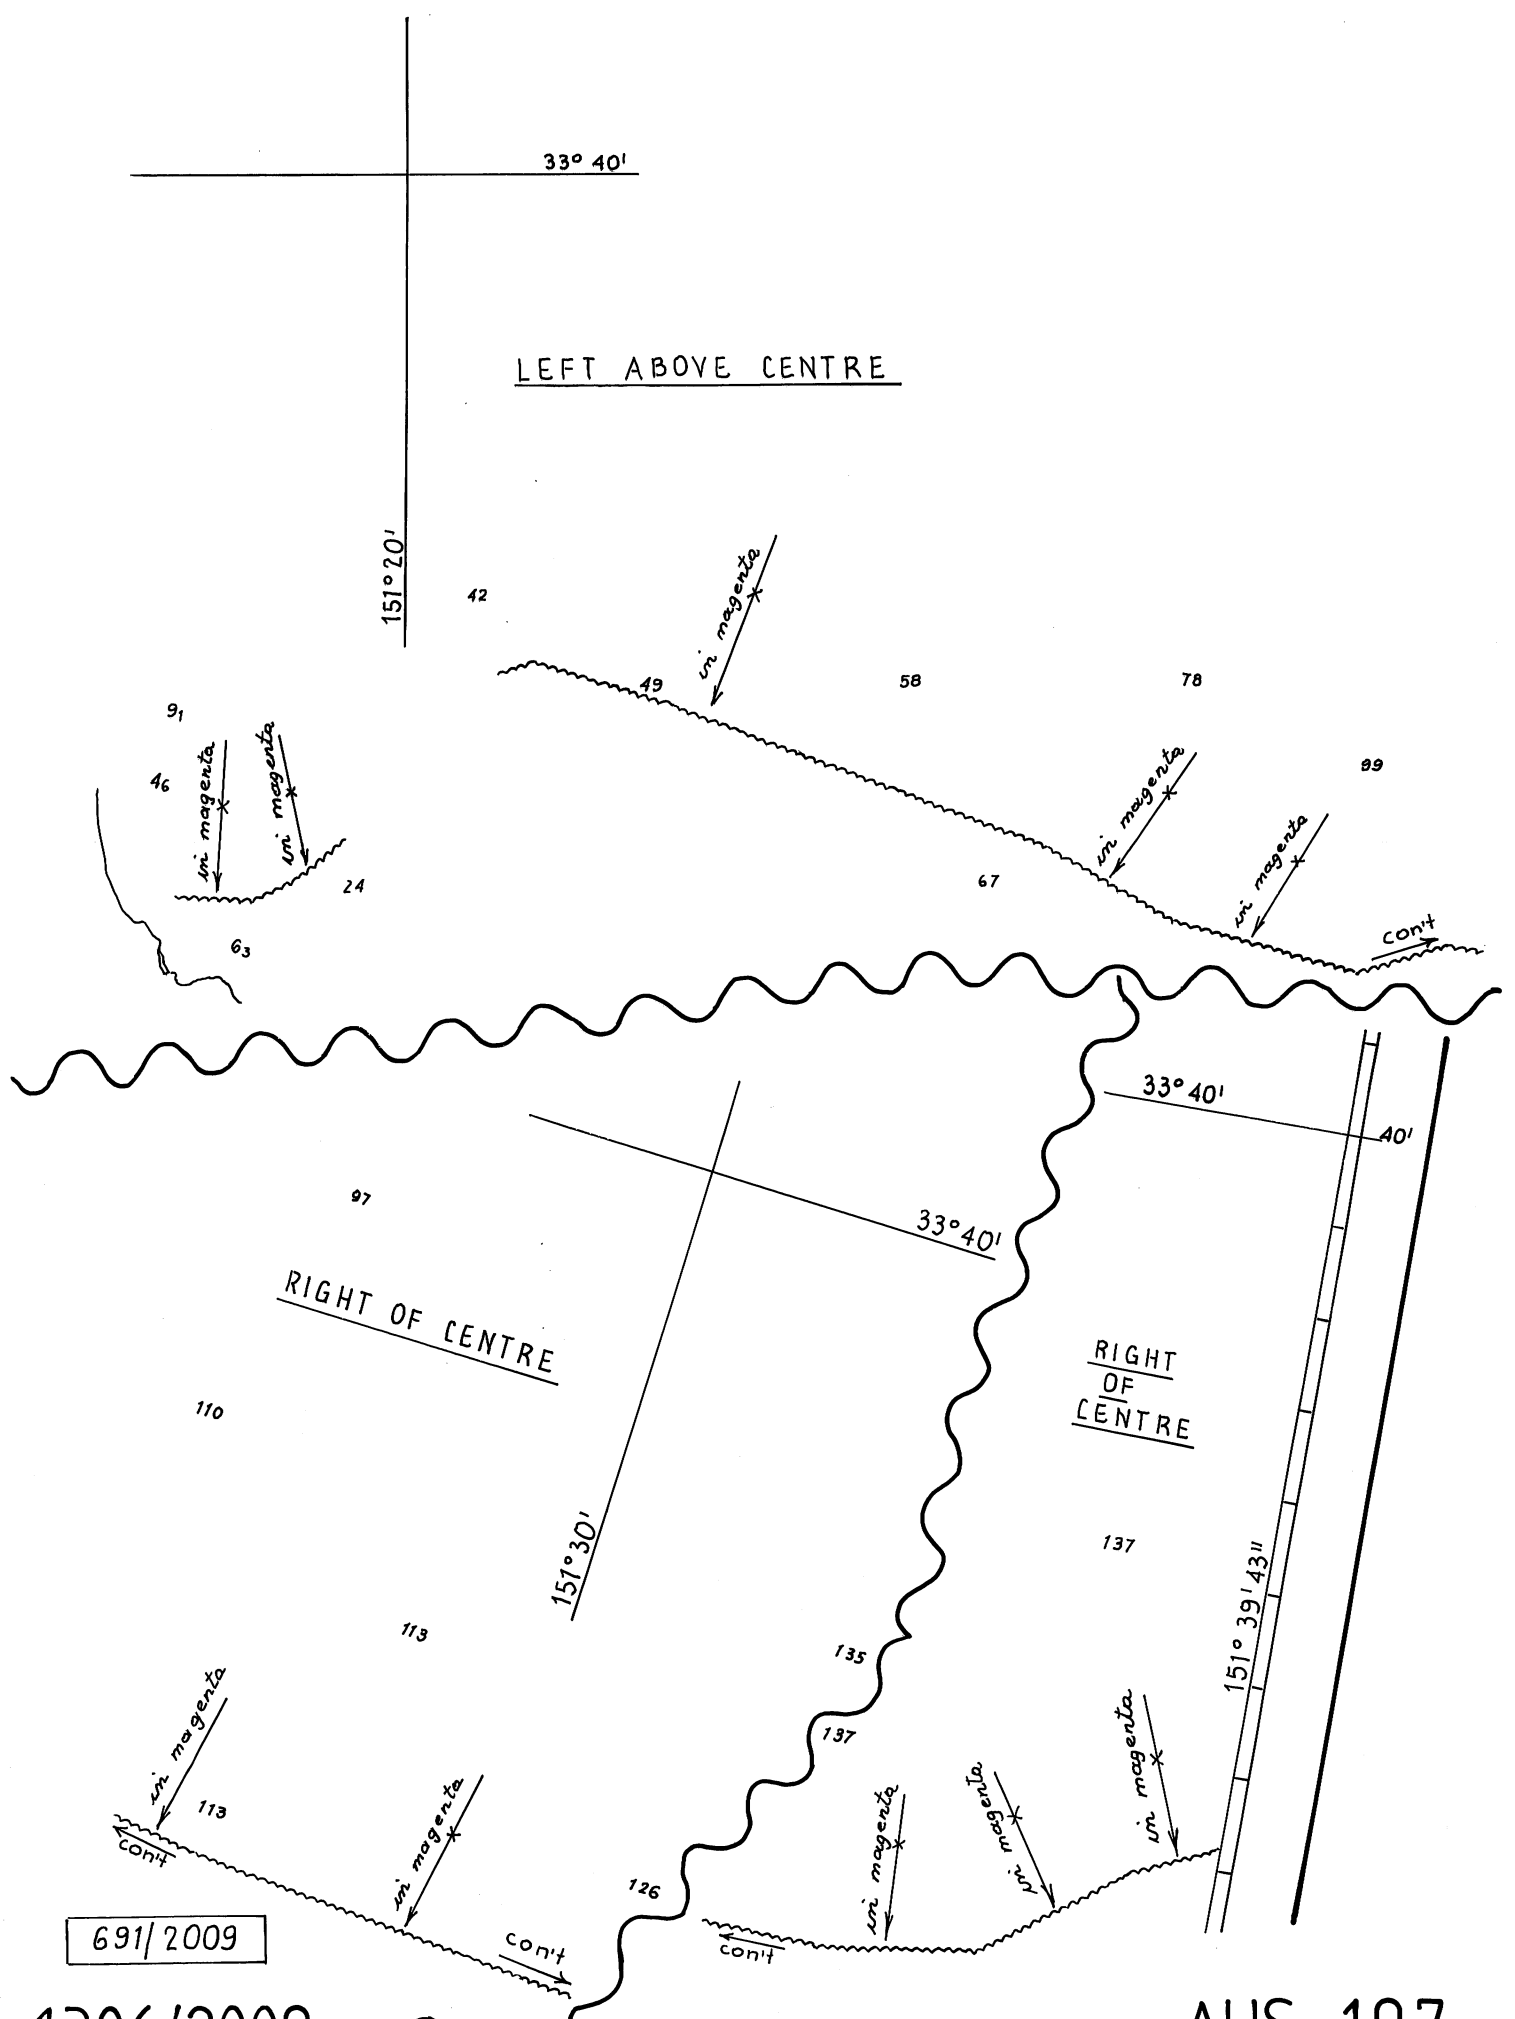 33° 40'
LEFT ABOVE CENTRE
151° 20'
42
in magenta
49
58
78
91
46
in magenta
in magenta
24
63
in magenta
99
in magenta
67
con't
33° 40'
40'
97
33° 40'
RIGHT OF CENTRE
110
151° 30'
113
in magenta
113
con't
in magenta
con't
135
137
126
RIGHT
OF
CENTRE
137
151° 39' 43"
in magenta
in magenta
in magenta
con't
691/2009
AUS 197